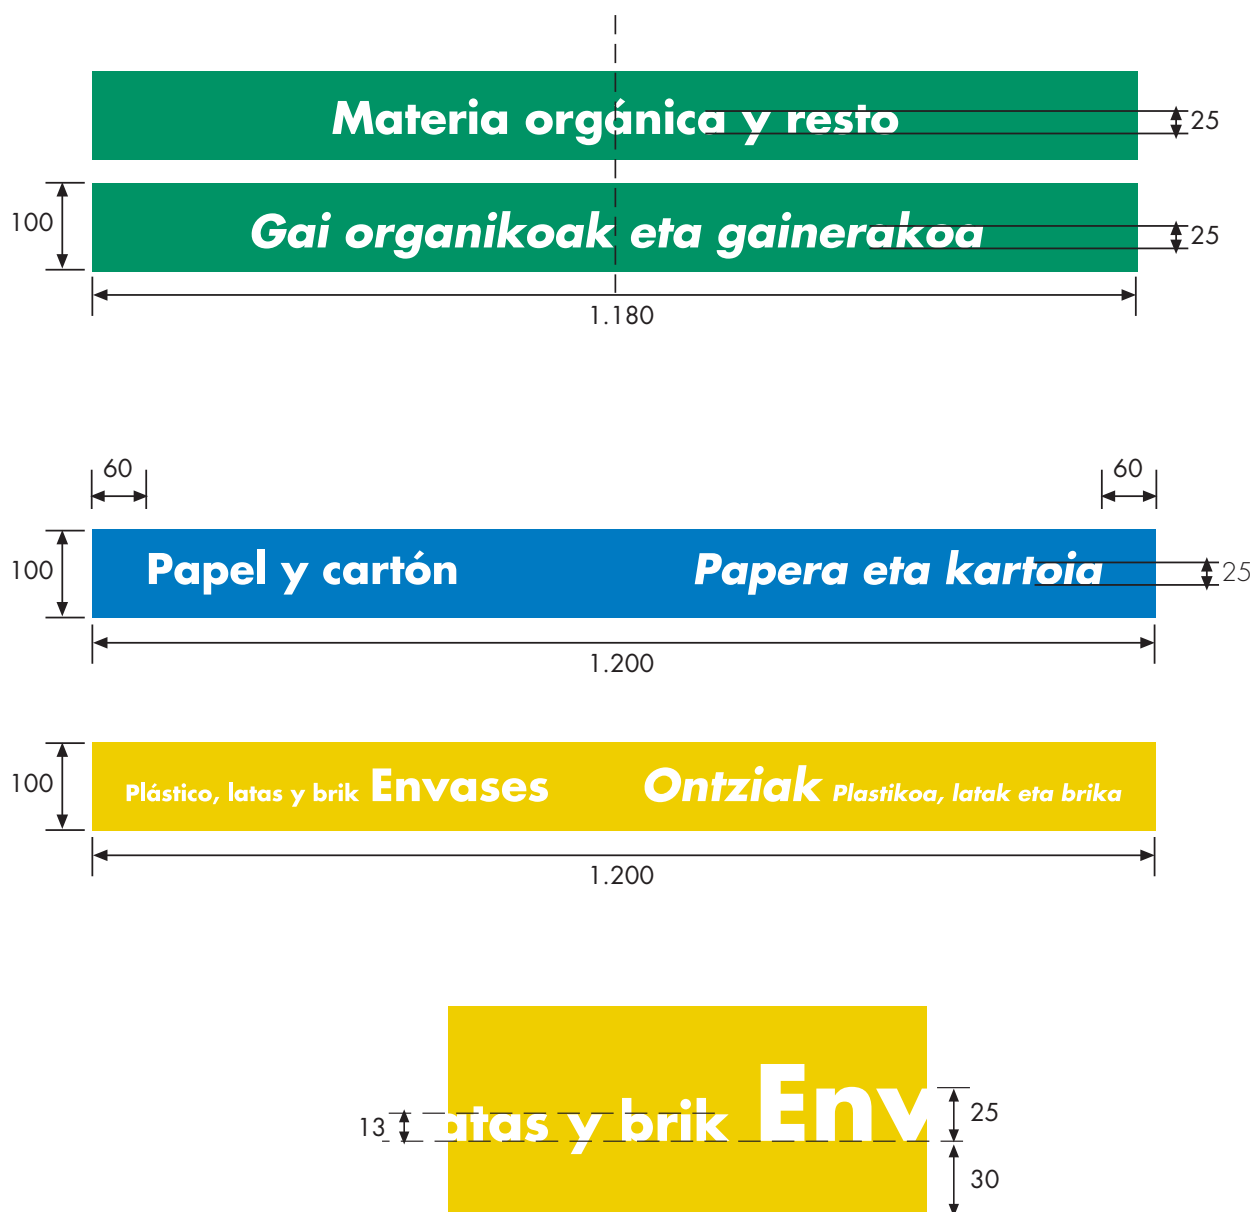 Materia orgánica y resto
25
100
Gai organikoak eta gainerakoa
25
1.180
60
60
100
Papel y cartón
Papera eta kartoia
25
1.200
100
Plástico, latas y brik Envases
Ontziak Plastikoa, latak eta brika
1.200
13
atas y brik Env
25
30